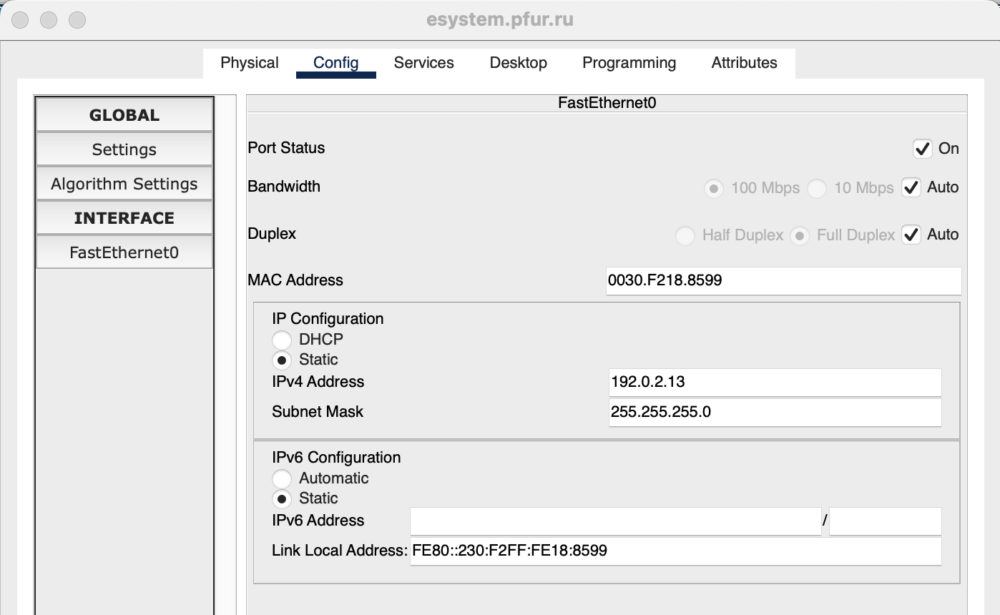 esystem.pfur.ru
Physical Config Services Desktop Programming Attributes
GLOBAL
Settings
Algorithm Settings
INTERFACE
FastEthernet0
FastEthernet0
Port Status On
Bandwidth 100 Mbps 10 Mbps Auto
Duplex Half Duplex Full Duplex Auto
MAC Address 0030.F218.8599
IP Configuration
DHCP
Static
IPv4 Address 192.0.2.13
Subnet Mask 255.255.255.0
IPv6 Configuration
Automatic
Static
IPv6 Address /
Link Local Address: FE80::230:F2FF:FE18:8599